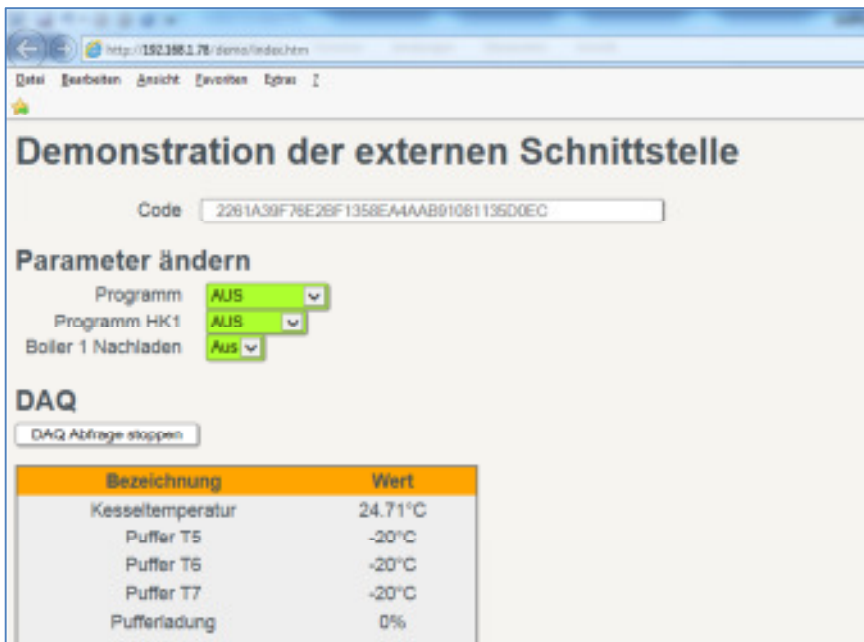 http://192.168.1.78/demo/index.htm
Datei Bearbeiten Ansicht Favoriten Extras ?
Demonstration der externen Schnittstelle
Code 2261A39F76E2BF1358EA4AAB91081135D0EC
Parameter ändern
Programm AUS
Programm HK1 AUS
Boiler 1 Nachladen Aus
DAQ
DAQ Abfrage stoppen
Bezeichnung Wert
Kesseltemperatur 24.71°C
Puffer T5 -20°C
Puffer T6 -20°C
Puffer T7 -20°C
Pufferladung 0%